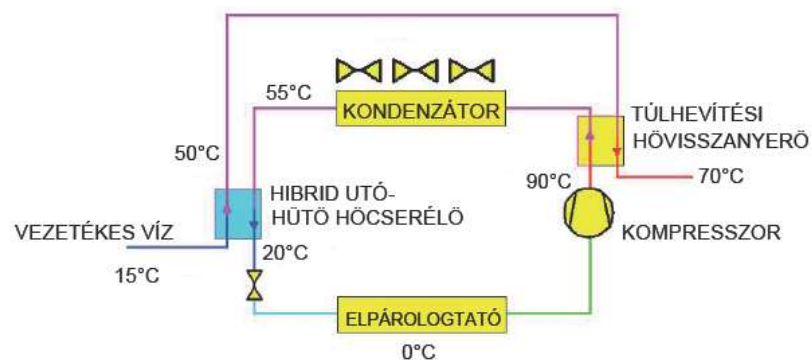 55°C
KONDENZÁTOR
TÚLHEVÍTÉSI
HÖVISSZANYERÖ
50°C
90°C
70°C
HIBRID UTÓ-
HÜTÖ HÖCSERÉLÖ
VEZETÉKES VÍZ
KOMPRESSZOR
20°C
15°C
ELPÁROLOGTATÓ
0°C